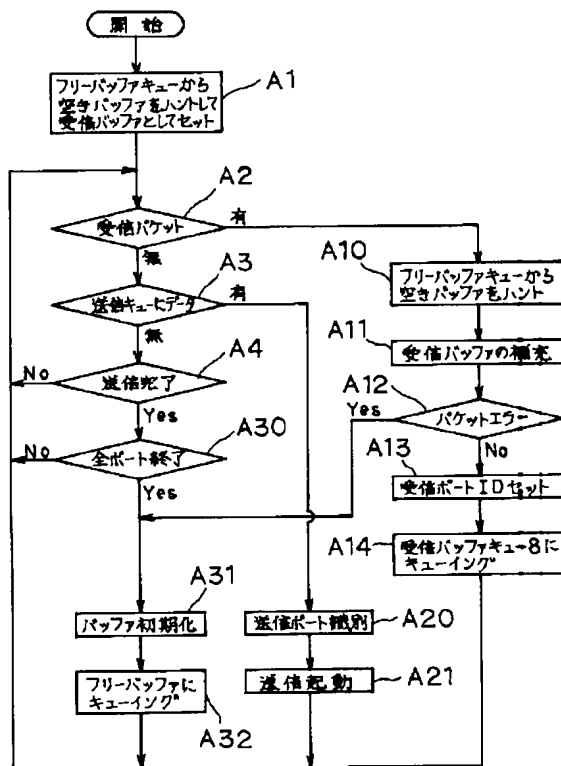 開始
フリーバッファキューから
空きバッファをハントして
受信バッファとしてセット
A1
受信パケット
A2
有
無
送信キューにデータ
A3
有
無
送信完了
A4
No
Yes
全ポート終了
A30
No
Yes
フリーバッファキューから
空きバッファをハント
A10
受信バッファの補充
A11
パケットエラー
A12
Yes
No
受信ポートIDセット
A13
受信バッファキュー8に
キューイング
A14
バッファ初期化
A31
フリーバッファに
キューイング
A32
送信ポート識別
A20
送信起動
A21